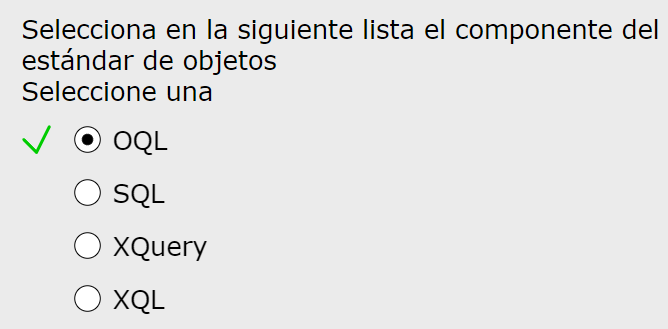 Selecciona en la siguiente lista el componente del
estándar de objetos
Seleccione una
OQL
SQL
XQuery
XQL